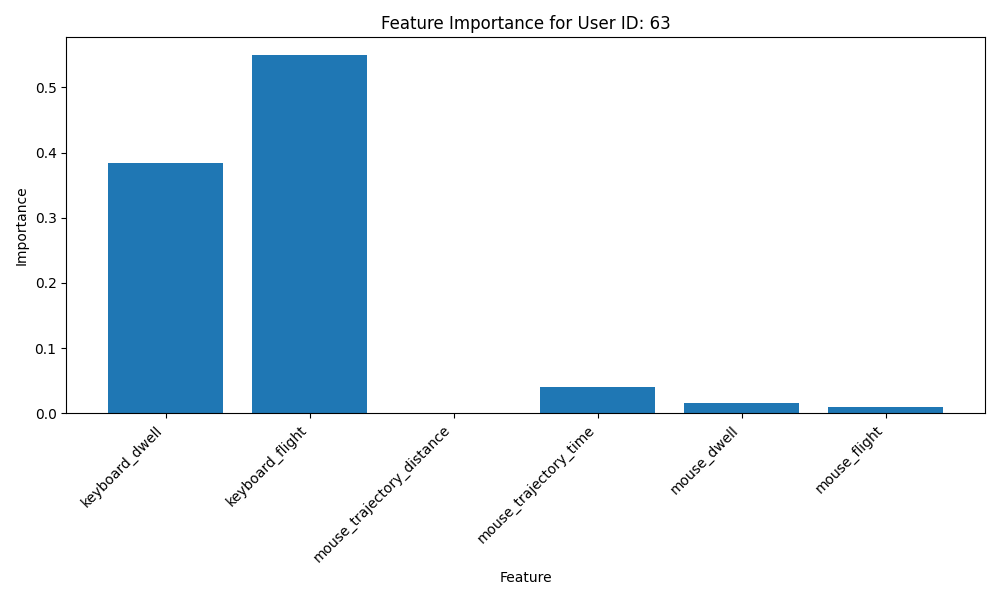 Feature Importance for User ID: 63
Importance
0.5
0.4
0.3
0.2
0.1
0.0
keyboard_dwell
keyboard_flight
mouse_trajectory_distance
mouse_trajectory_time
mouse_dwell
mouse_flight
Feature